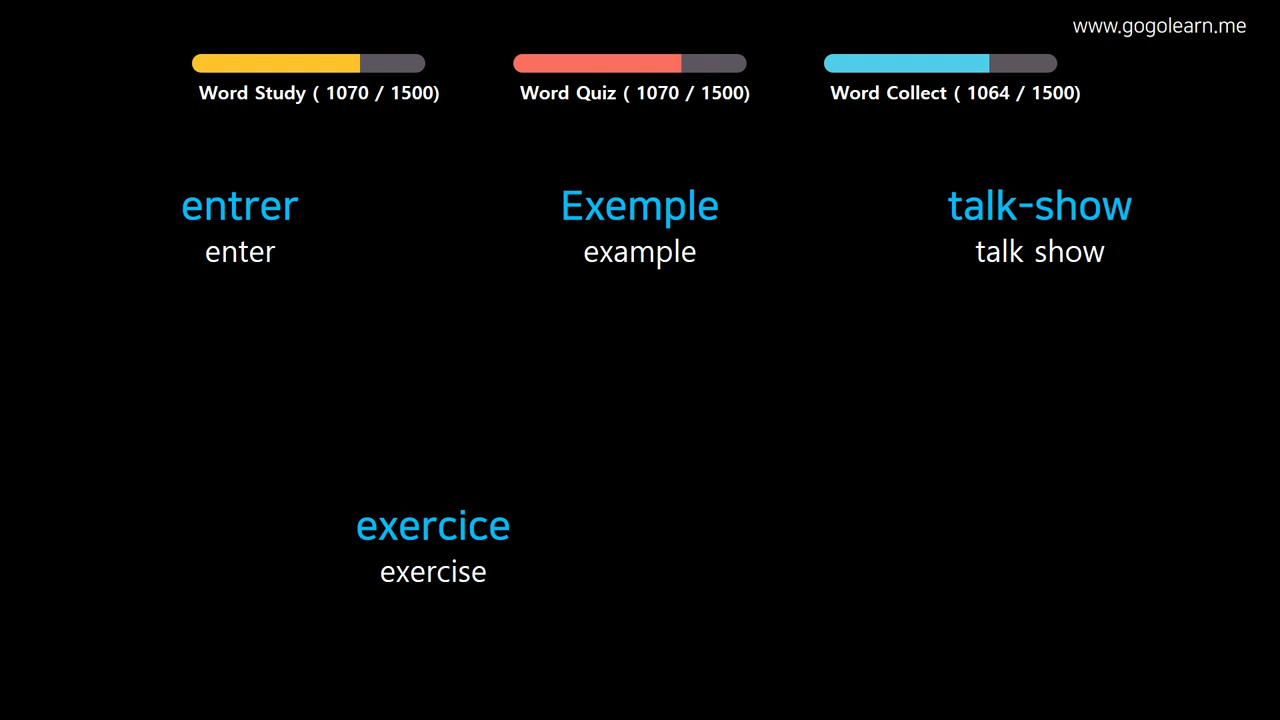 www.gogolearn.me
Word Study ( 1070 / 1500)
Word Quiz ( 1070 / 1500)
Word Collect ( 1064 / 1500)
entrer
enter
Exemple
example
talk-show
talk show
exercice
exercise